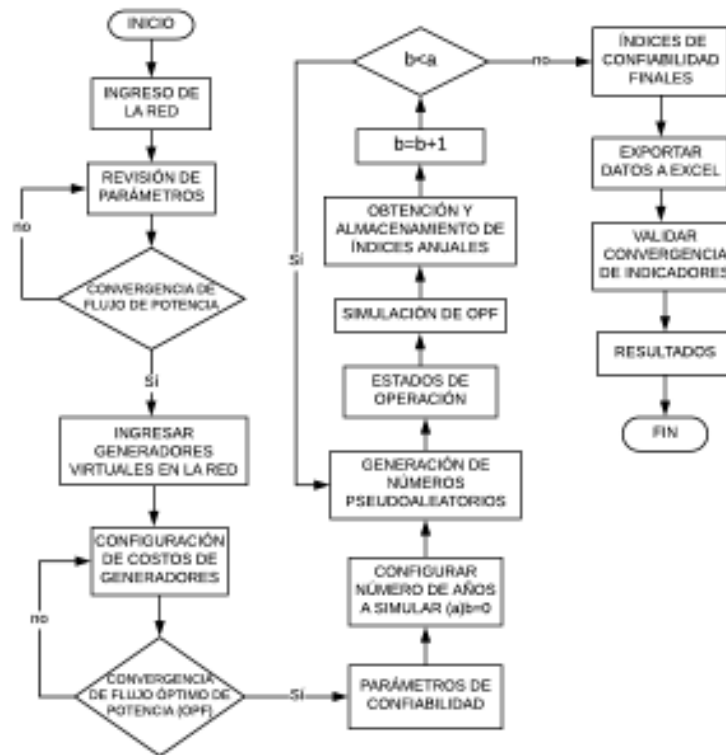 INICIO
INGRESO DE
LA RED
REVISIÓN DE
PARÁMETROS
no
CONVERGENCIA DE
FLUJO DE POTENCIA
Sí
INGRESAR
GENERADORES
VIRTUALES EN LA RED
CONFIGURACIÓN
DE COSTOS DE
GENERADORES
no
CONVERGENCIA
DE FLUJO ÓPTIMO DE
POTENCIA (OPF)
Sí
PARÁMETROS DE
CONFIABILIDAD
CONFIGURAR
NÚMERO DE AÑOS
A SIMULAR (a)b=0
GENERACIÓN DE
NÚMEROS
PSEUDOALEATORIOS
ESTADOS DE
OPERACIÓN
SIMULACIÓN DE OPF
OBTENCIÓN Y
ALMACENAMIENTO DE
ÍNDICES ANUALES
b=b+1
b<a
Sí
no
ÍNDICES DE
CONFIABILIDAD
FINALES
EXPORTAR
DATOS A EXCEL
VALIDAR
CONVERGENCIA
DE INDICADORES
RESULTADOS
FIN